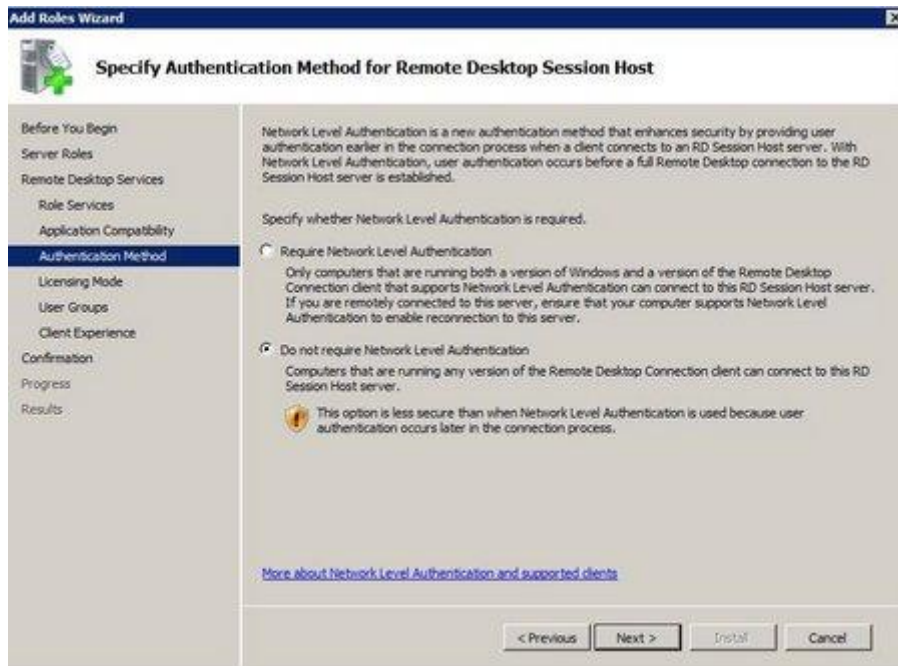 Add Roles Wizard
Specify Authentication Method for Remote Desktop Session Host
Before You Begin
Server Roles
Remote Desktop Services
Role Services
Application Compatibility
Authentication Method
Licensing Mode
User Groups
Client Experience
Confirmation
Progress
Results
Network Level Authentication is a new authentication method that enhances security by providing user
authentication earlier in the connection process when a client connects to an RD Session Host server. With
Network Level Authentication, user authentication occurs before a full Remote Desktop connection to the RD
Session Host server is established.
Specify whether Network Level Authentication is required.
Require Network Level Authentication
Only computers that are running both a version of Windows and a version of the Remote Desktop
Connection client that supports Network Level Authentication can connect to this RD Session Host server.
If you are remotely connected to this server, ensure that your computer supports Network Level
Authentication to enable reconnection to this server.
Do not require Network Level Authentication
Computers that are running any version of the Remote Desktop Connection client can connect to this RD
Session Host server.
This option is less secure than when Network Level Authentication is used because user
authentication occurs later in the connection process.
More about Network Level Authentication and supported clients
< Previous
Next >
Install
Cancel